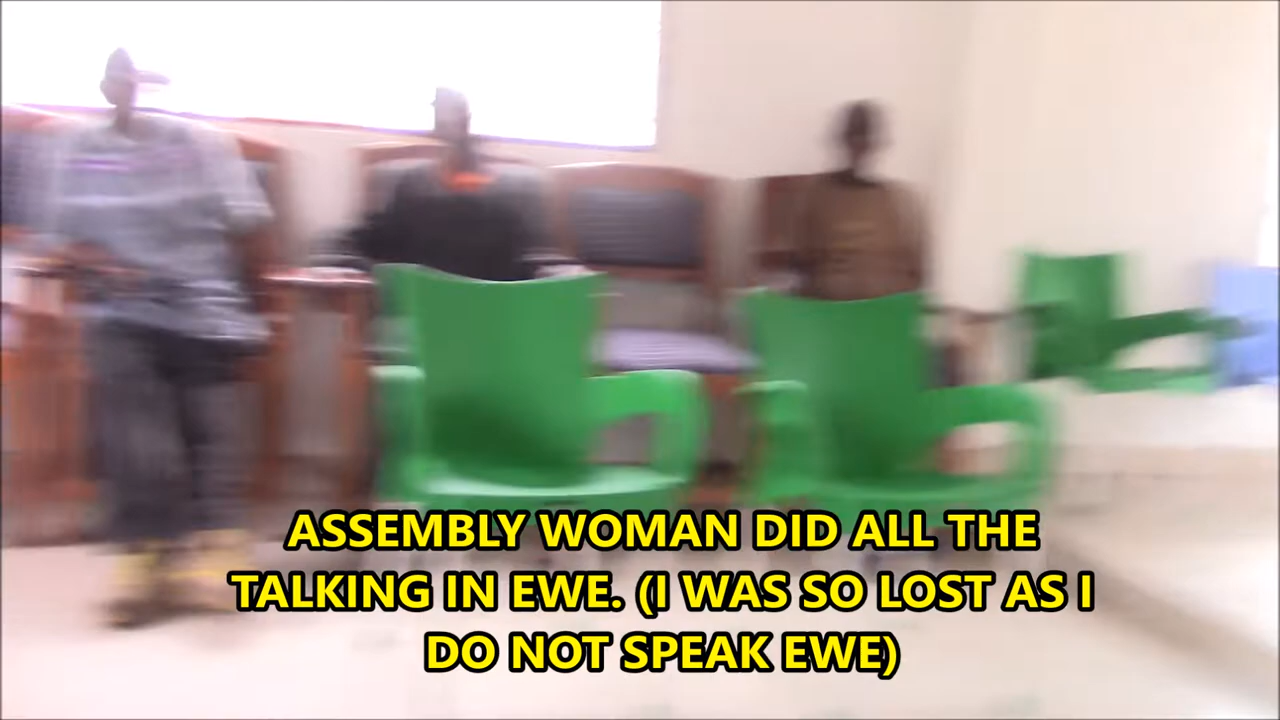 ASSEMBLY WOMAN DID ALL THE
TALKING IN EWE. (I WAS SO LOST AS I
DO NOT SPEAK EWE)